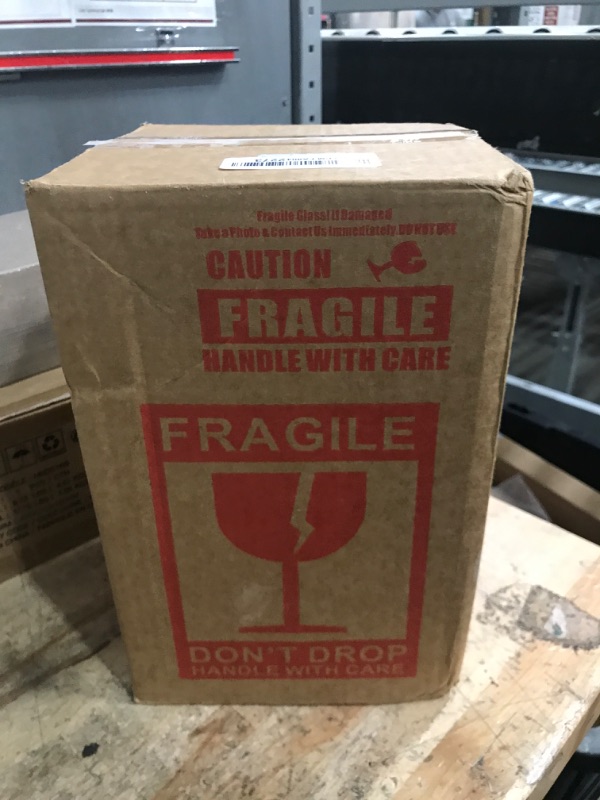 Fragile Glass! If Damaged
Take a Photo & Contact Us Immediately. DO NOT USE
CAUTION
FRAGILE
HANDLE WITH CARE
FRAGILE
DON'T DROP
HANDLE WITH CARE